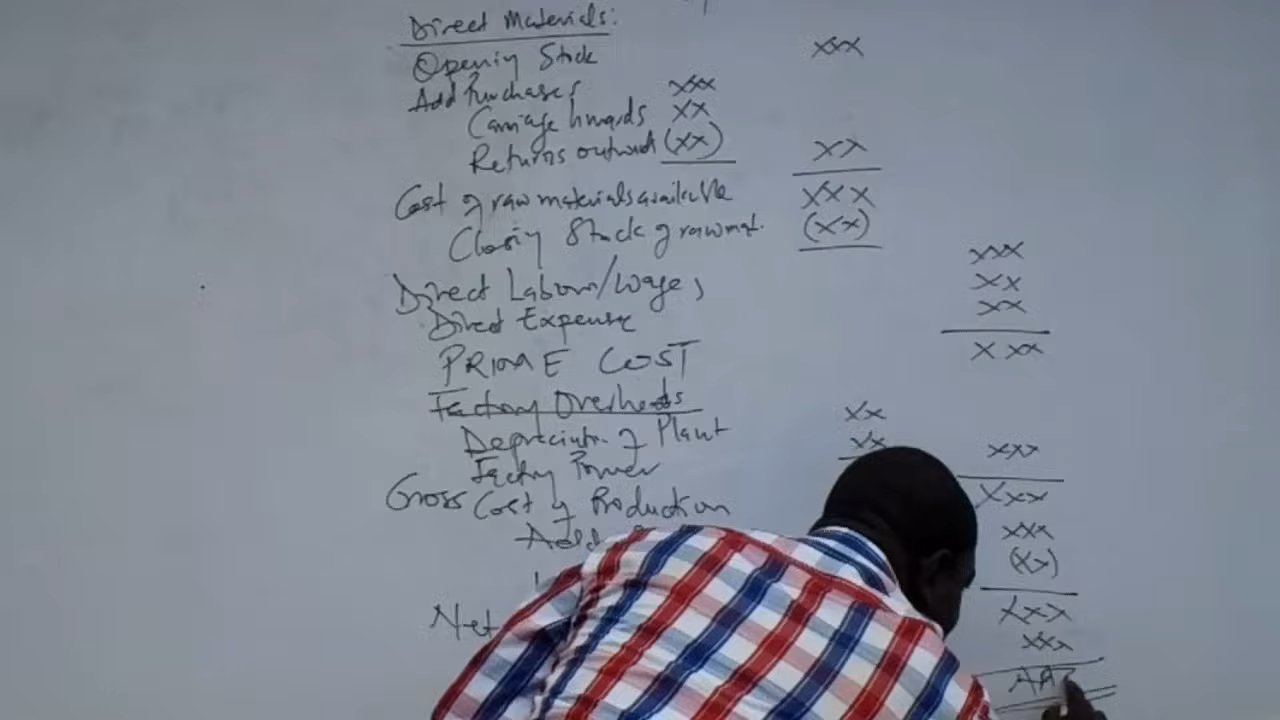 Direct Materials:
Opening Stock xxx
Add Purchases xxx
Carriage Inwards xx
Returns outward (xx) xx
Cost of raw materials available xxx
Closing Stock of raw mat. (xx)
xxx
Direct Labour/Wages xx
Direct Expense xx
PRIME COST xxx
Factory Overheads
Depreciatn. of Plant xx
Factory Power xx xxx
Gross Cost of Production xxx
Add xxx
(xx)
Net xxx
xxx